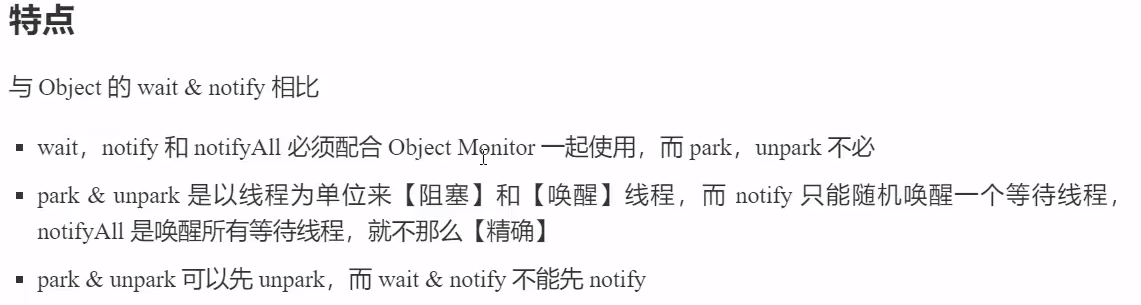 特点
与 Object 的 wait & notify 相比
▪ wait，notify 和 notifyAll 必须配合 Object Monitor 一起使用，而 park，unpark 不必
▪ park & unpark 是以线程为单位来【阻塞】和【唤醒】线程，而 notify 只能随机唤醒一个等待线程，
notifyAll 是唤醒所有等待线程，就不那么【精确】
▪ park & unpark 可以先 unpark，而 wait & notify 不能先 notify